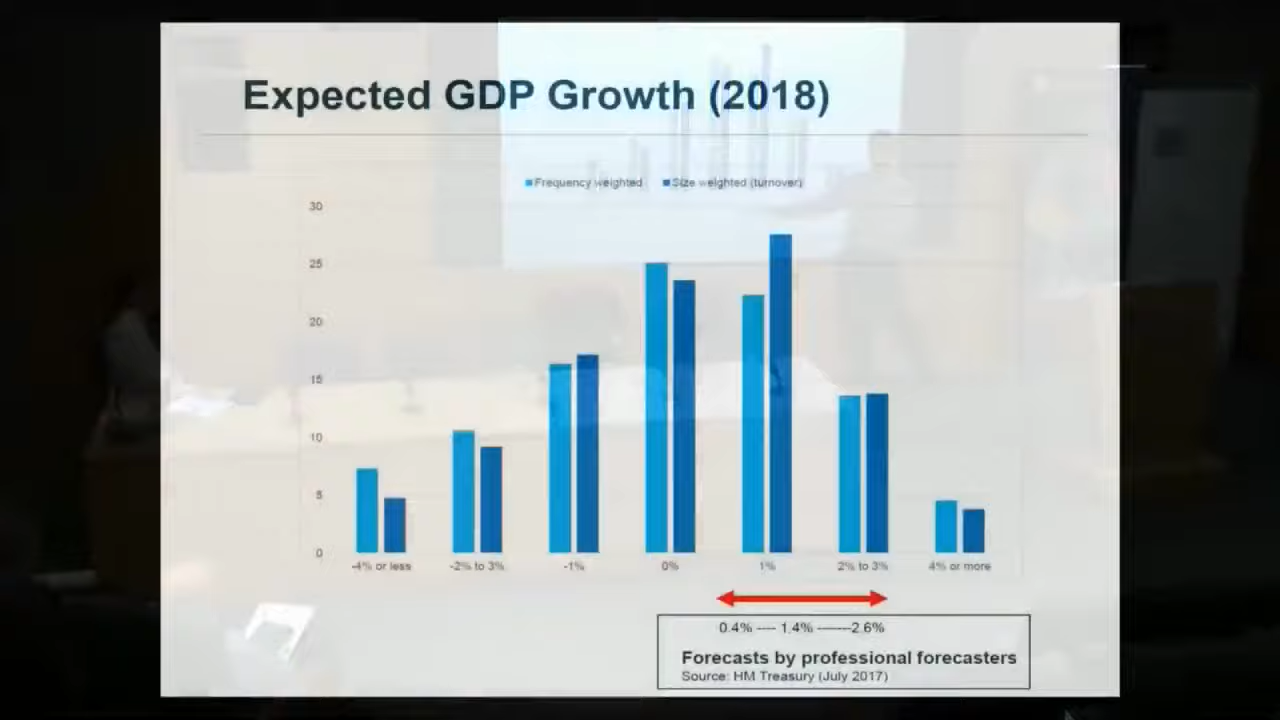 Expected GDP Growth (2018)
Frequency weighted
Size weighted (turnover)
30
25
20
15
10
5
0
-4% or less
-2% to 3%
-1%
0%
1%
2% to 3%
4% or more
0.4% ---- 1.4% -------2.6%
Forecasts by professional forecasters
Source: HM Treasury (July 2017)